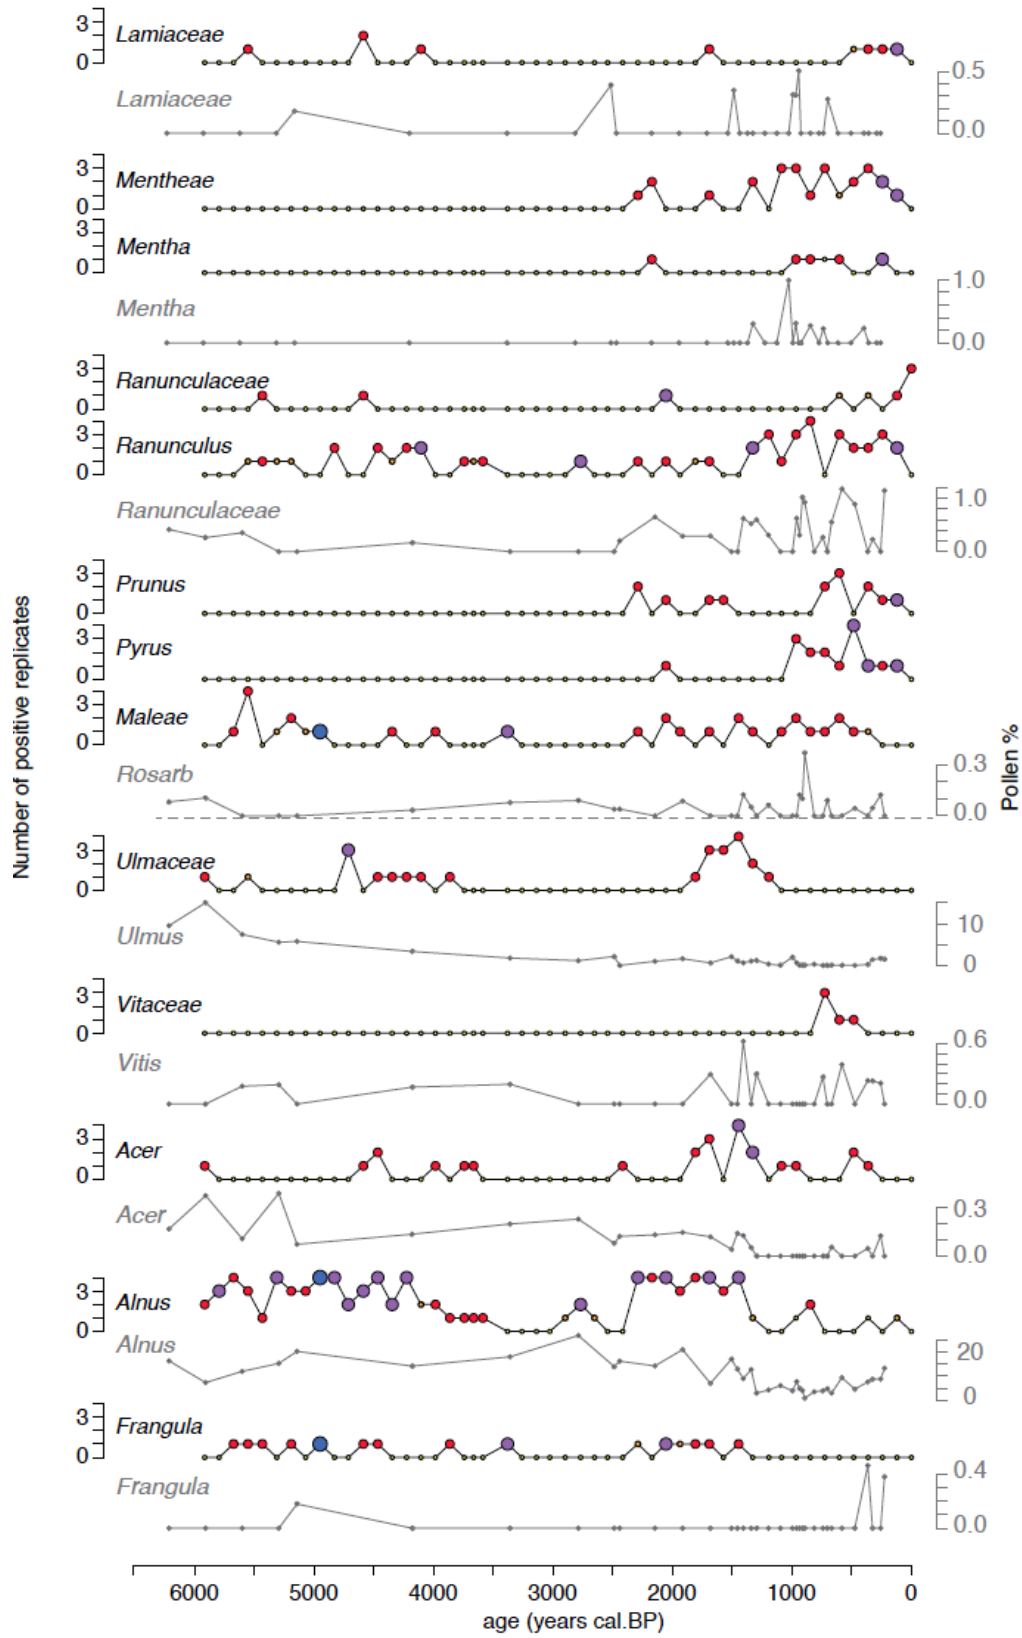 3
0
Lamiaceae
Lamiaceae
0.5
0.0
3
0
Mentheae
3
0
Mentha
Mentha
1.0
0.0
3
0
Ranunculaceae
3
0
Ranunculus
Ranunculaceae
1.0
0.0
3
0
Prunus
3
0
Pyrus
3
0
Maleae
Rosarb
0.3
0.0
3
0
Ulmaceae
Ulmus
10
0
3
0
Vitaceae
Vitis
0.6
0.0
3
0
Acer
Acer
0.3
0.0
3
0
Alnus
Alnus
20
0
3
0
Frangula
Frangula
0.4
0.0
Number of positive replicates
Pollen %
6000 5000 4000 3000 2000 1000 0
age (years cal.BP)